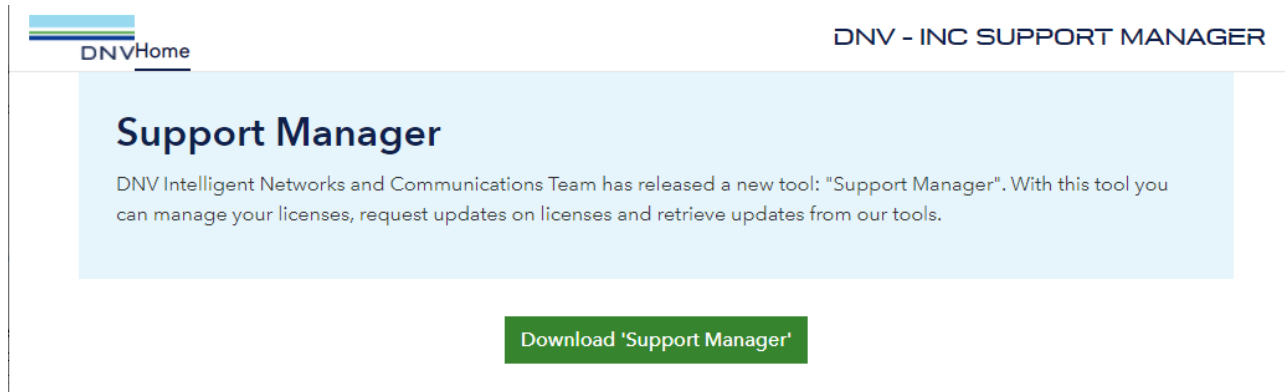 DNV Home
DNV - INC SUPPORT MANAGER
Support Manager
DNV Intelligent Networks and Communications Team has released a new tool: "Support Manager". With this tool you
can manage your licenses, request updates on licenses and retrieve updates from our tools.
Download 'Support Manager'